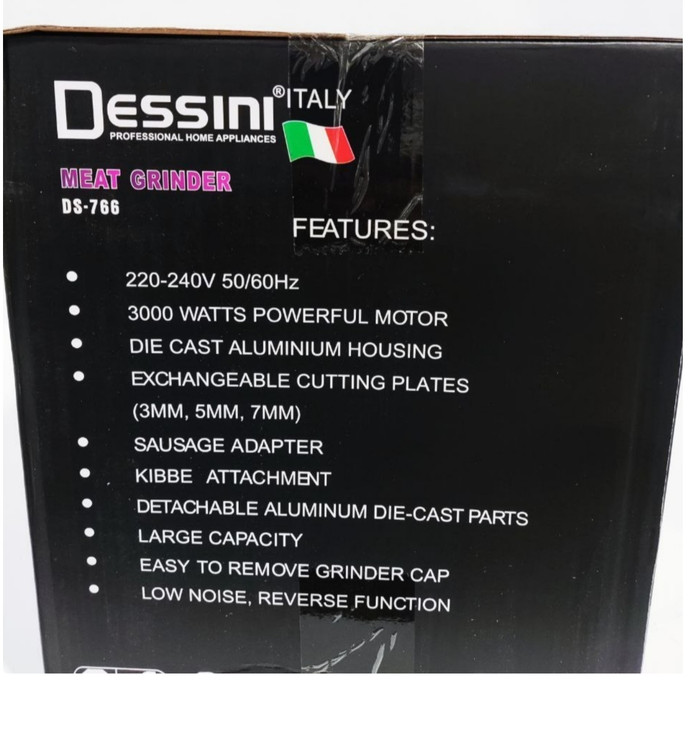 DESSINI® ITALY
PROFESSIONAL HOME APPLIANCES
MEAT GRINDER
DS-766
FEATURES:
• 220-240V 50/60Hz
• 3000 WATTS POWERFUL MOTOR
• DIE CAST ALUMINIUM HOUSING
• EXCHANGEABLE CUTTING PLATES
(3MM, 5MM, 7MM)
• SAUSAGE ADAPTER
• KIBBE ATTACHMENT
• DETACHABLE ALUMINUM DIE-CAST PARTS
• LARGE CAPACITY
• EASY TO REMOVE GRINDER CAP
• LOW NOISE, REVERSE FUNCTION